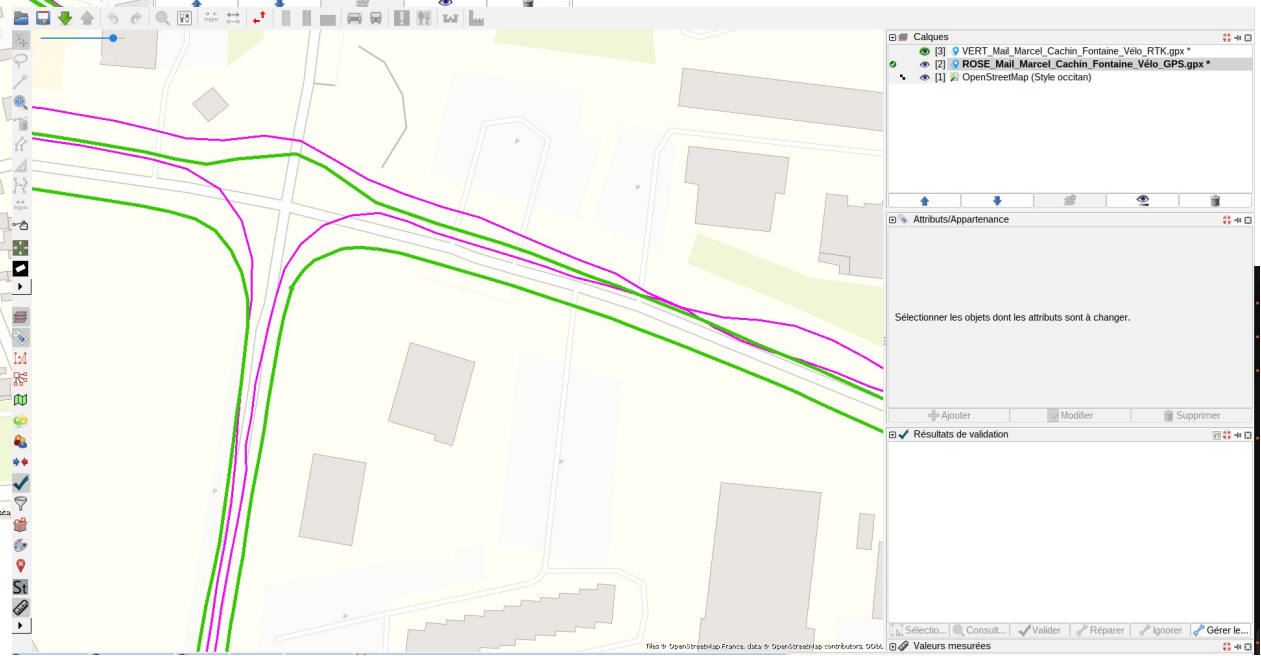 Calques
[3] VERT_Mail_Marcel_Cachin_Fontaine_Vélo_RTK.gpx *
[2] ROSE_Mail_Marcel_Cachin_Fontaine_Vélo_GPS.gpx *
[1] OpenStreetMap (Style occitan)
Attributs/Appartenance
Sélectionner les objets dont les attributs sont à changer.
Ajouter Modifier Supprimer
Résultats de validation
Sélectio... Consult... Valider Réparer Ignorer Gérer le...
Valeurs mesurées
P
P
P
P
P
P
St
Tiles © OpenStreetMap France, data © OpenStreetMap contributors, ODbL